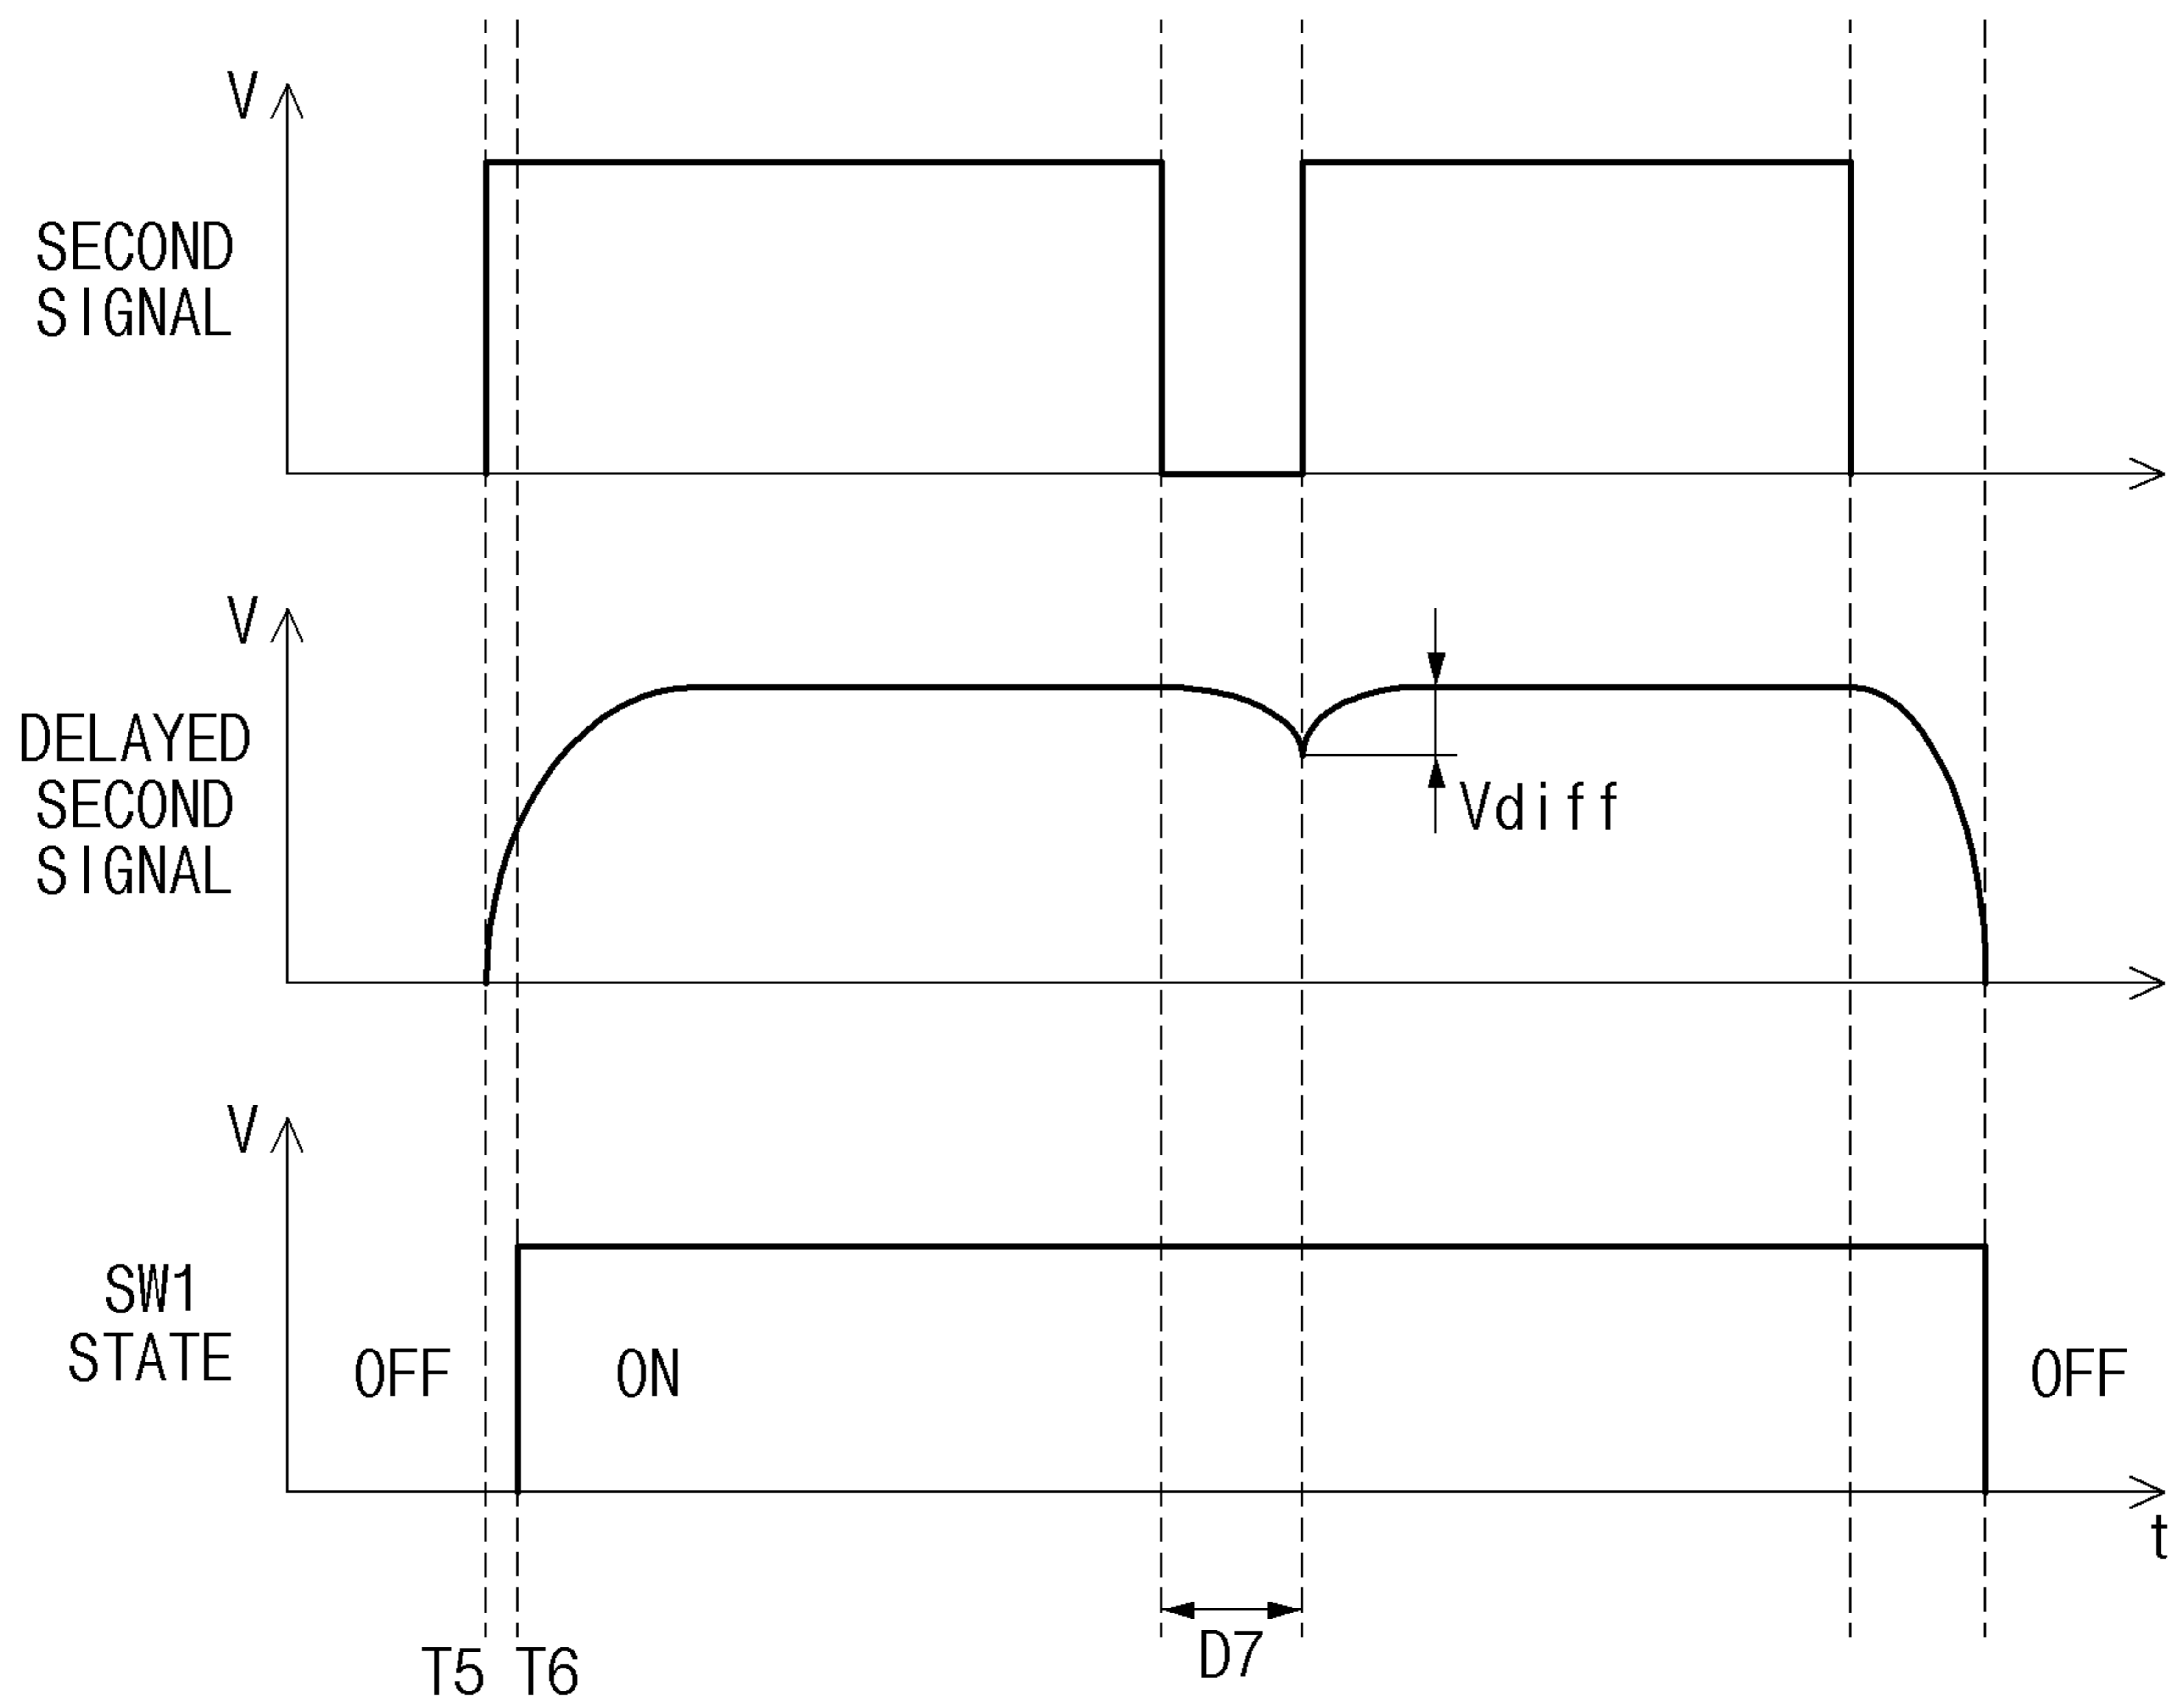 V
SECOND
SIGNAL
V
DELAYED
SECOND
SIGNAL
Vdiff
V
SW1
STATE
OFF
ON
OFF
t
T5
T6
D7